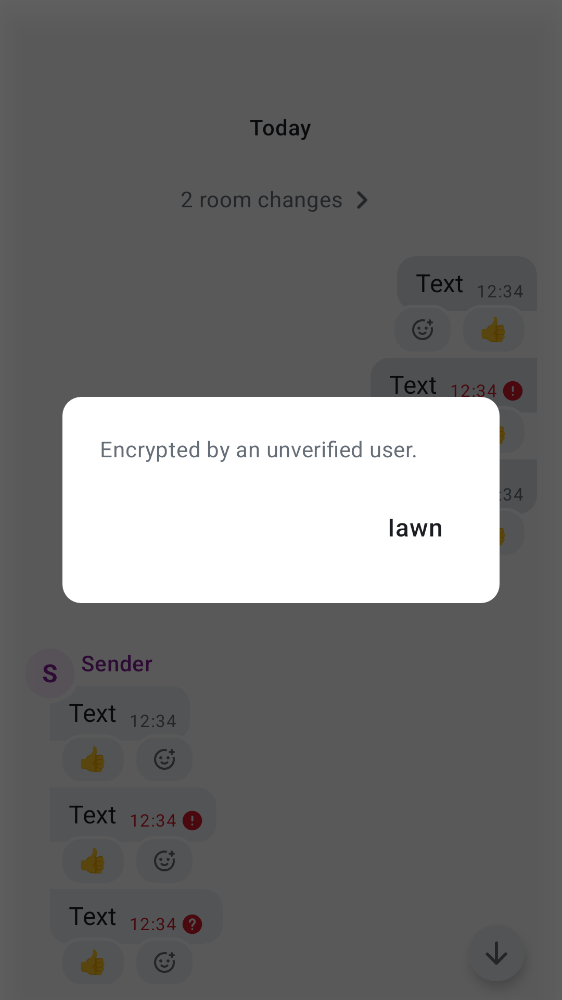 Today
2 room changes
Text 12:34
Text 12:34
Encrypted by an unverified user.
:34
Iawn
S
Sender
Text 12:34
Text 12:34
Text 12:34